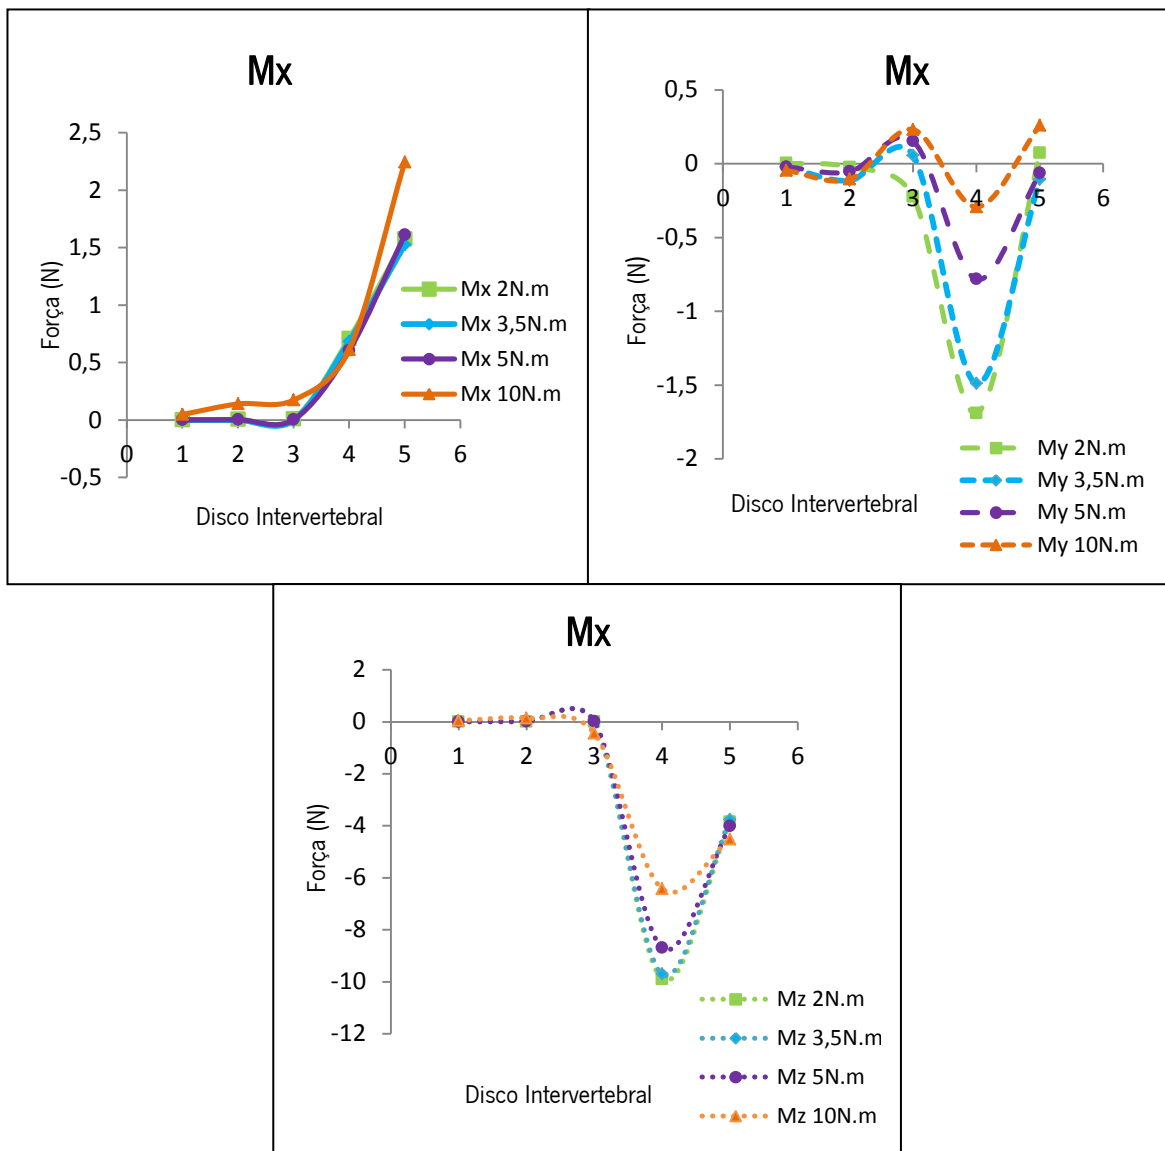 Mx
2,5
2
1,5
1
0,5
0
-0,5
0 1 2 3 4 5 6
Força (N)
Disco Intervertebral
Mx 2N.m
Mx 3,5N.m
Mx 5N.m
Mx 10N.m
Mx
0,5
0
-0,5
-1
-1,5
-2
0 1 2 3 4 5 6
Força (N)
Disco Intervertebral
My 2N.m
My 3,5N.m
My 5N.m
My 10N.m
Mx
2
0
-2
-4
-6
-8
-10
-12
0 1 2 3 4 5 6
Força (N)
Disco Intervertebral
Mz 2N.m
Mz 3,5N.m
Mz 5N.m
Mz 10N.m